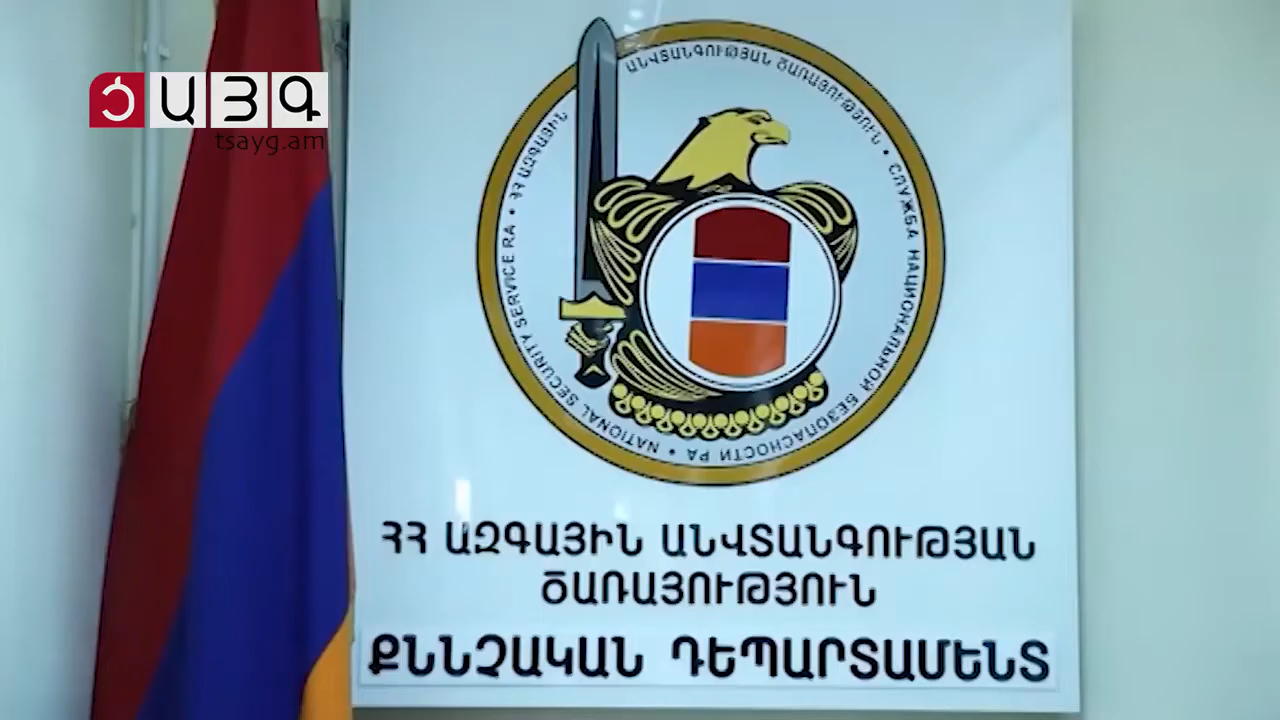 ԾԱՅԳ
tsayg.am
ՀՀ ԱԶԳԱՅԻՆ ԱՆՎՏԱՆԳՈՒԹՅԱՆ ԾԱՌԱՅՈՒԹՅՈՒՆ • СЛУЖБА НАЦИОНАЛЬНОЙ БЕЗОПАСНОСТИ РА • NATIONAL SECURITY SERVICE RA •
ՀՀ ԱԶԳԱՅԻՆ ԱՆՎՏԱՆԳՈՒԹՅԱՆ
ԾԱՌԱՅՈՒԹՅՈՒՆ
ՔՆՆՉԱԿԱՆ ԴԵՊԱՐՏԱՄԵՆՏ